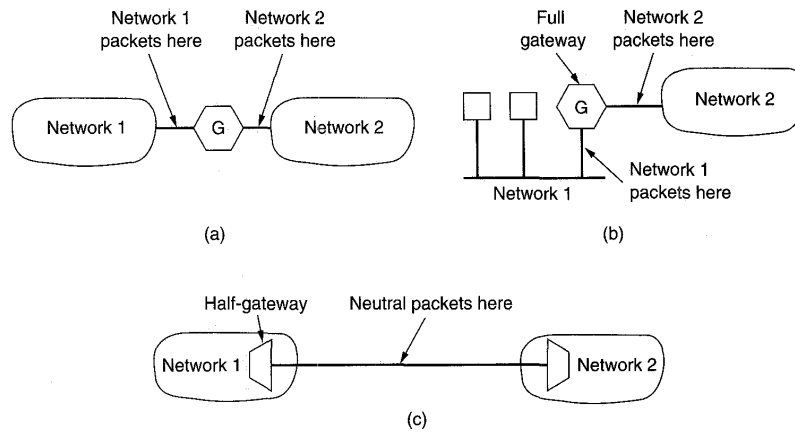 Network 1
packets here
Network 2
packets here
Network 1
G
Network 2
(a)
Full
gateway
Network 2
packets here
G
Network 2
Network 1
Network 1
packets here
(b)
Half-gateway
Neutral packets here
Network 1
Network 2
(c)